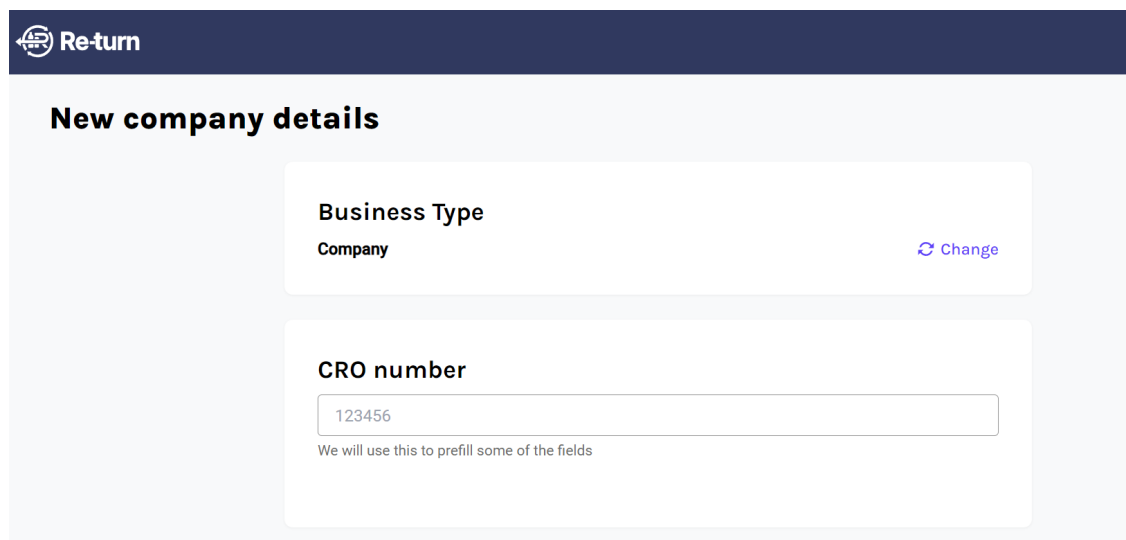 Re-turn
New company details
Business Type
Company
Change
CRO number
123456
We will use this to prefill some of the fields